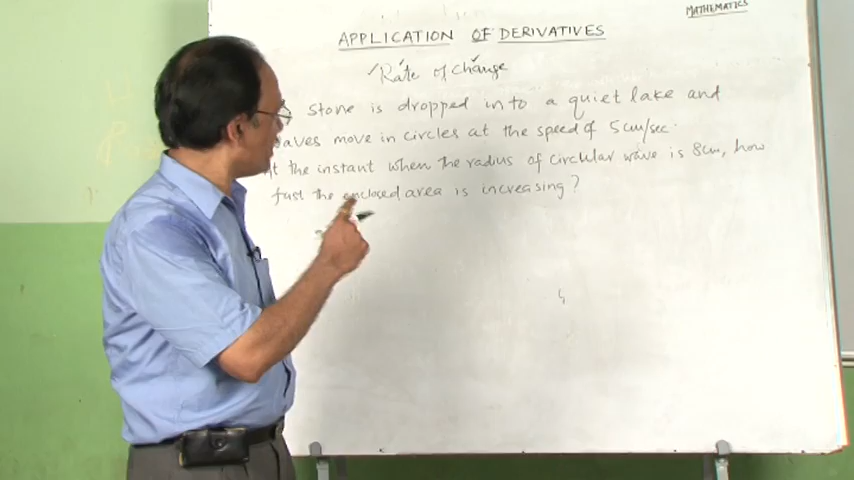 MATHEMATICS
APPLICATION OF DERIVATIVES
Rate of Change
Stone is dropped in to a quiet lake and
waves move in circles at the speed of 5cm/sec.
At the instant when the radius of circular wave is 8cm, how
fast the enclosed area is increasing?